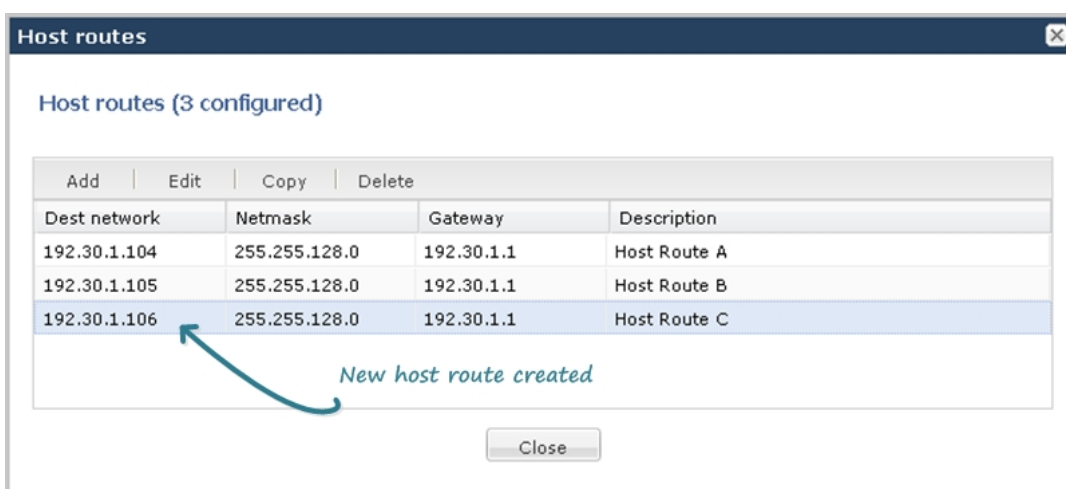 Host routes
Host routes (3 configured)
Add Edit Copy Delete
Dest network Netmask Gateway Description
192.30.1.104 255.255.128.0 192.30.1.1 Host Route A
192.30.1.105 255.255.128.0 192.30.1.1 Host Route B
192.30.1.106 255.255.128.0 192.30.1.1 Host Route C
New host route created
Close